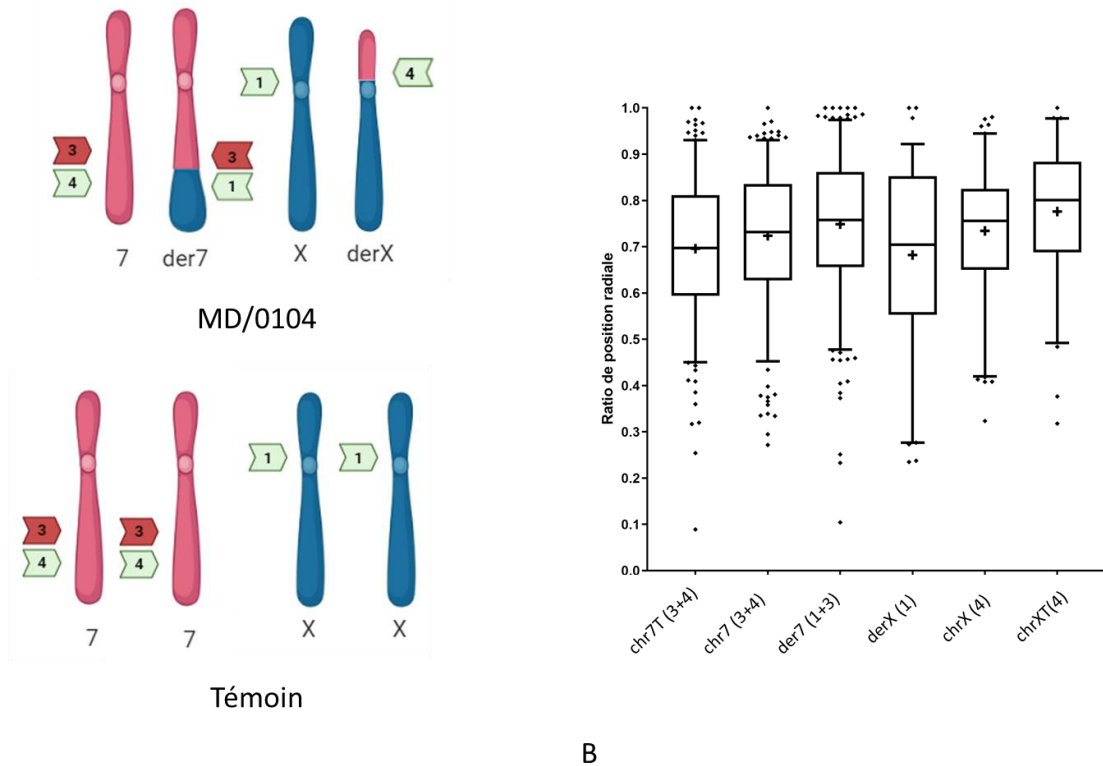 1
4
3
4
3
1
7
der7
X
derX
MD/0104
3
4
3
4
1
1
7
7
X
X
Témoin
Ratio de position radiale
1.0
0.9
0.8
0.7
0.6
0.5
0.4
0.3
0.2
0.1
0.0
chr7T (3+4)
chr7 (3+4)
der7 (1+3)
derX (1)
chrX (4)
chrXT(4)
B